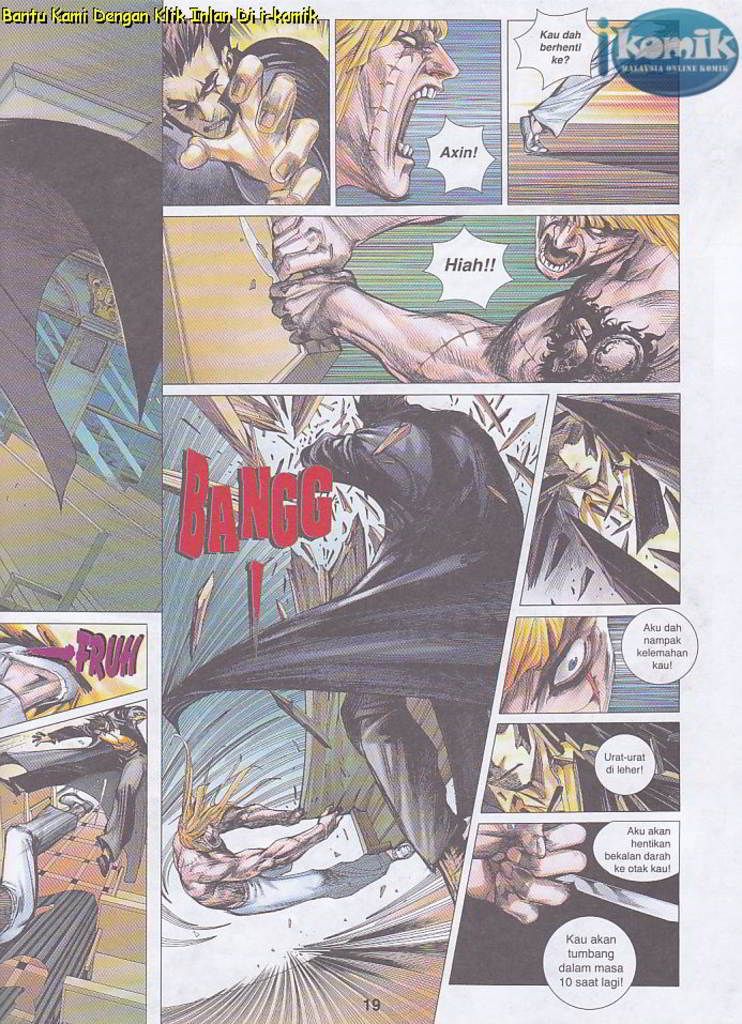 Bantu Kami Dengan Klik Inlan Di i-komik
ikomik
MALAYSIA ONLINE KOMIK
Kau dah
berhenti
ke?
Axin!
Hiah!!
BANGG
!
FRUH
Aku dah
nampak
kelemahan
kau!
Urat-urat
di leher!
Aku akan
hentikan
bekalan darah
ke otak kau!
Kau akan
tumbang
dalam masa
10 saat lagi!
19